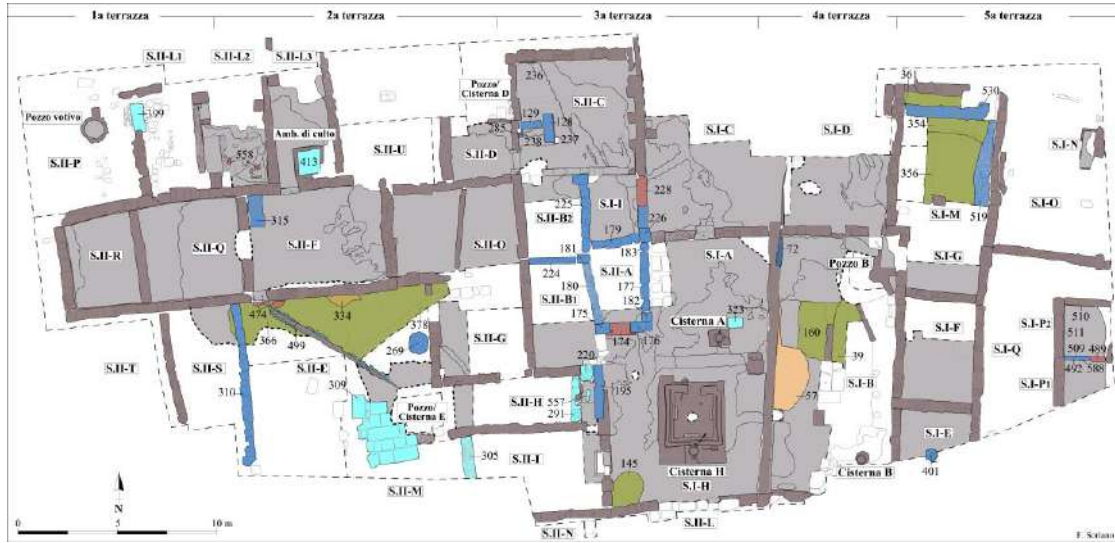 1a terrazza
2a terrazza
3a terrazza
4a terrazza
5a terrazza
S.II-L1
S.II-L2
S.II-L3
Pozzo/
Cisterna D
236
S.II-C
S.I-C
S.I-D
530
Pozzo votivo
399
Amb. di culto
129
128
354
285
238
237
S.I-N
558
413
S.II-U
S.II-D
S.II-P
228
356
S.I-O
225
S.I-I
S.II-B2
226
S.I-M
519
315
179
S.II-R
S.II-Q
S.II-F
S.II-O
181
183
S.I-A
72
Pozzo B
S.I-G
224
S.II-A
180
177
S.II-B1
182
474
334
175
323
510
378
Cisterna A
160
S.I-F
S.I-P2
366
499
S.II-G
174
176
511
269
39
S.I-Q
509
489
S.II-T
S.II-S
S.II-E
220
S.I-B
492
588
310
309
195
S.I-P1
S.II-H
57
557
Pozzo/
Cisterna E
291
S.I-E
305
S.II-I
145
Cisterna H
Cisterna B
401
S.II-M
S.I-H
N
S.II-L
0
5
10 m
S.II-N
F. Soriano